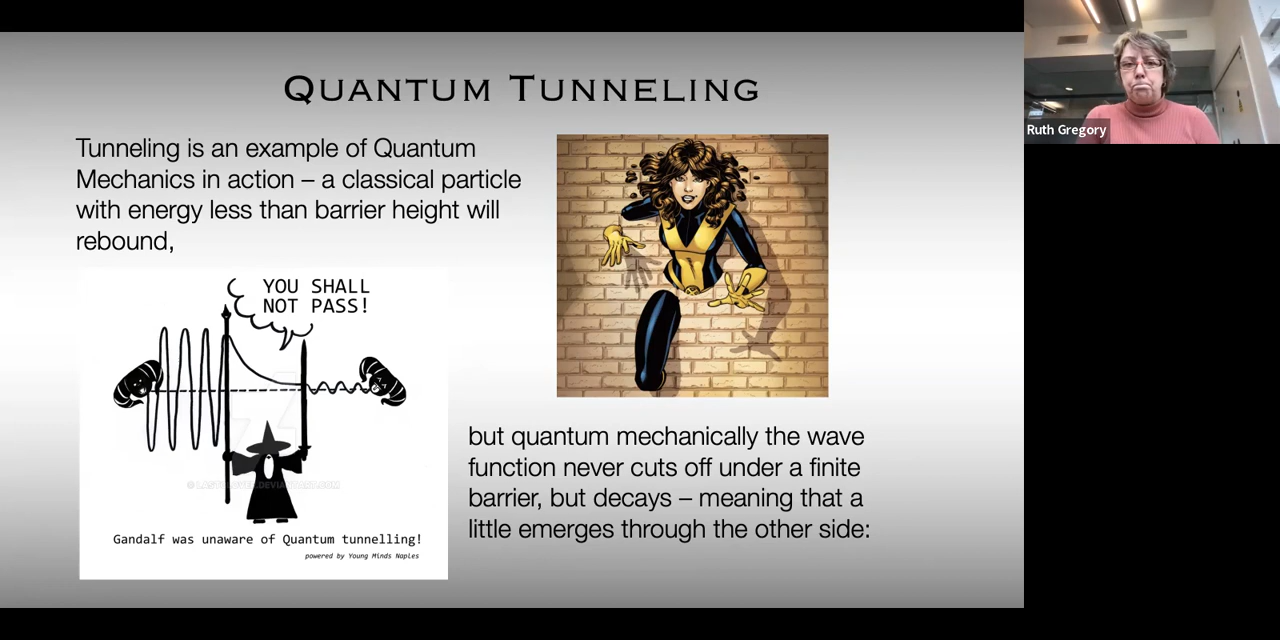 QUANTUM TUNNELING
Tunneling is an example of Quantum
Mechanics in action – a classical particle
with energy less than barrier height will
rebound,
YOU SHALL
NOT PASS!
Gandalf was unaware of Quantum tunnelling!
powered by Young Minds Naples
but quantum mechanically the wave
function never cuts off under a finite
barrier, but decays – meaning that a
little emerges through the other side:
Ruth Gregory